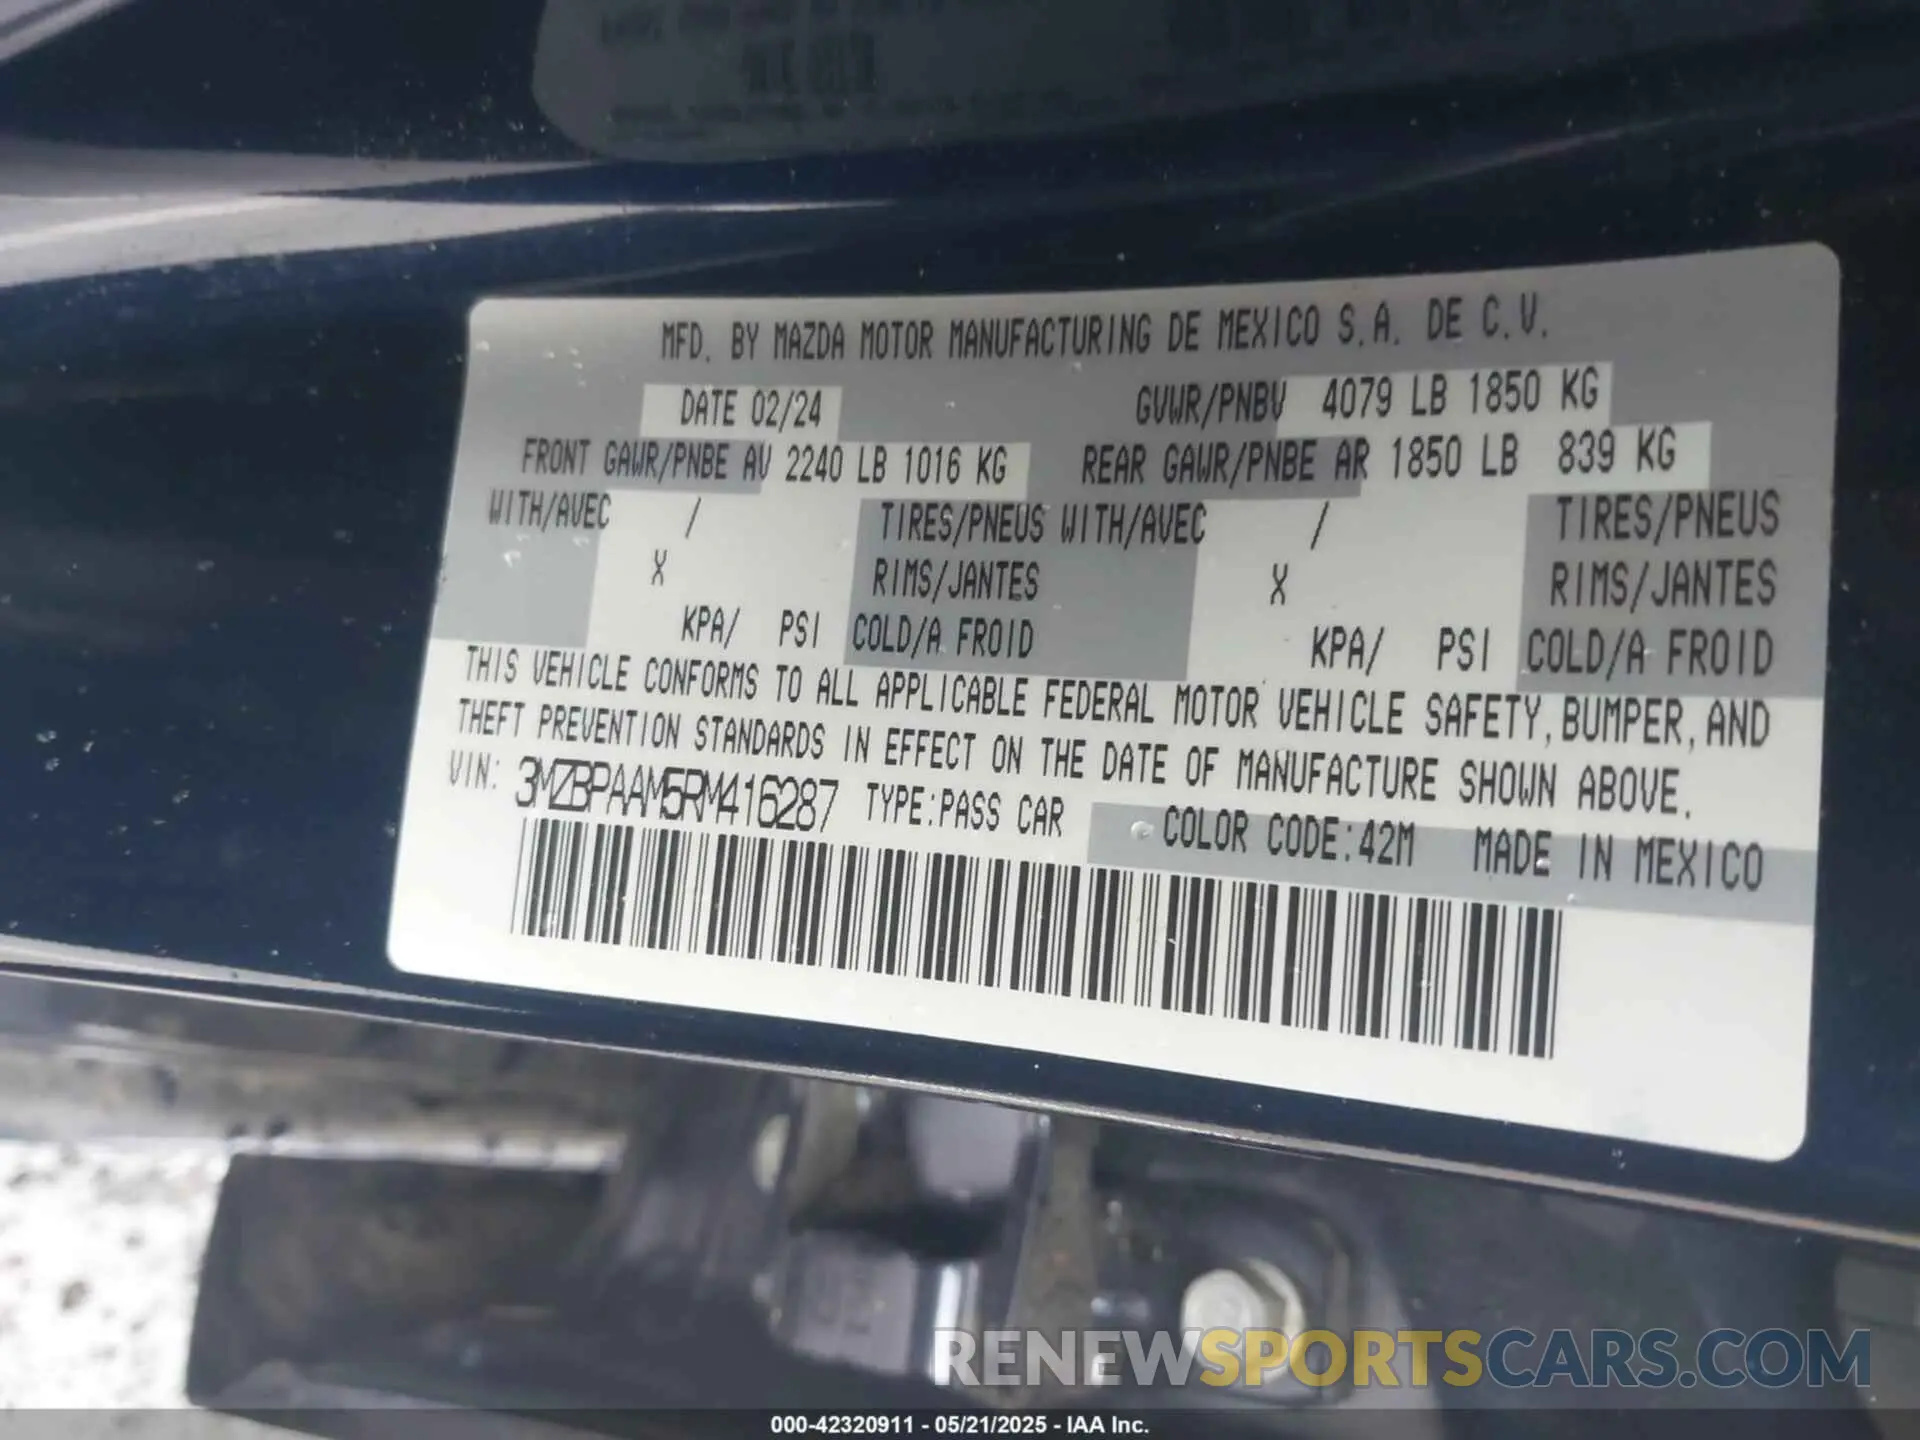 MFD. BY MAZDA MOTOR MANUFACTURING DE MEXICO S.A. DE C.V.
DATE 02/24 GVWR/PNBV 4079 LB 1850 KG
FRONT GAWR/PNBE AV 2240 LB 1016 KG REAR GAWR/PNBE AR 1850 LB 839 KG
WITH/AVEC / TIRES/PNEUS WITH/AVEC / TIRES/PNEUS
X RIMS/JANTES X RIMS/JANTES
KPA/ PSI COLD/A FROID KPA/ PSI COLD/A FROID
THIS VEHICLE CONFORMS TO ALL APPLICABLE FEDERAL MOTOR VEHICLE SAFETY, BUMPER, AND
THEFT PREVENTION STANDARDS IN EFFECT ON THE DATE OF MANUFACTURE SHOWN ABOVE.
VIN: 3MZBPAAM5RM416287 TYPE:PASS CAR COLOR CODE:42M MADE IN MEXICO
RENEWSPORTSCARS.COM
000-42320911 - 05/21/2025 - IAA Inc.